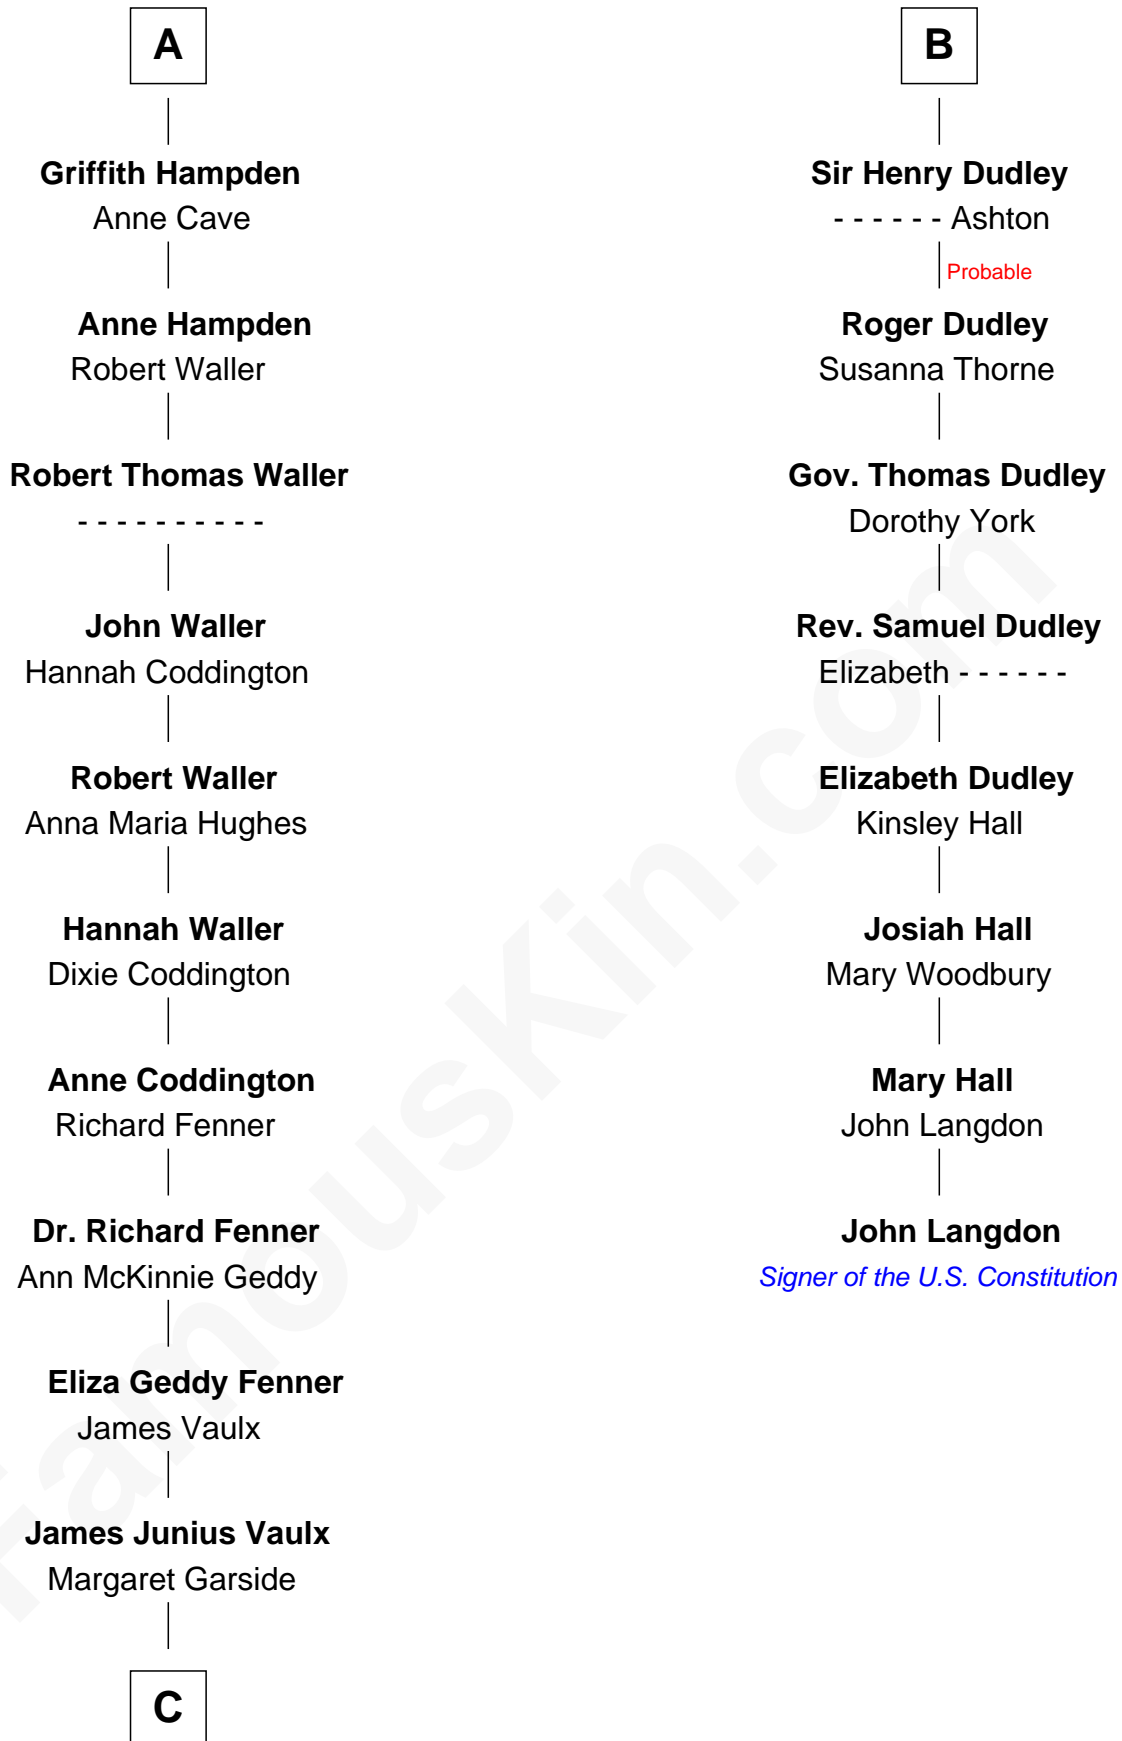 A
Griffith Hampden
Anne Cave
Anne Hampden
Robert Waller
Robert Thomas Waller
- - - - - - - - - -
John Waller
Hannah Coddington
Robert Waller
Anna Maria Hughes
Hannah Waller
Dixie Coddington
Anne Coddington
Richard Fenner
Dr. Richard Fenner
Ann McKinnie Geddy
Eliza Geddy Fenner
James Vaulx
James Junius Vaulx
Margaret Garside
C
B
Sir Henry Dudley
- - - - - - Ashton
Probable
Roger Dudley
Susanna Thorne
Gov. Thomas Dudley
Dorothy York
Rev. Samuel Dudley
Elizabeth - - - - - -
Elizabeth Dudley
Kinsley Hall
Josiah Hall
Mary Woodbury
Mary Hall
John Langdon
John Langdon
Signer of the U.S. Constitution
FamousKin.com